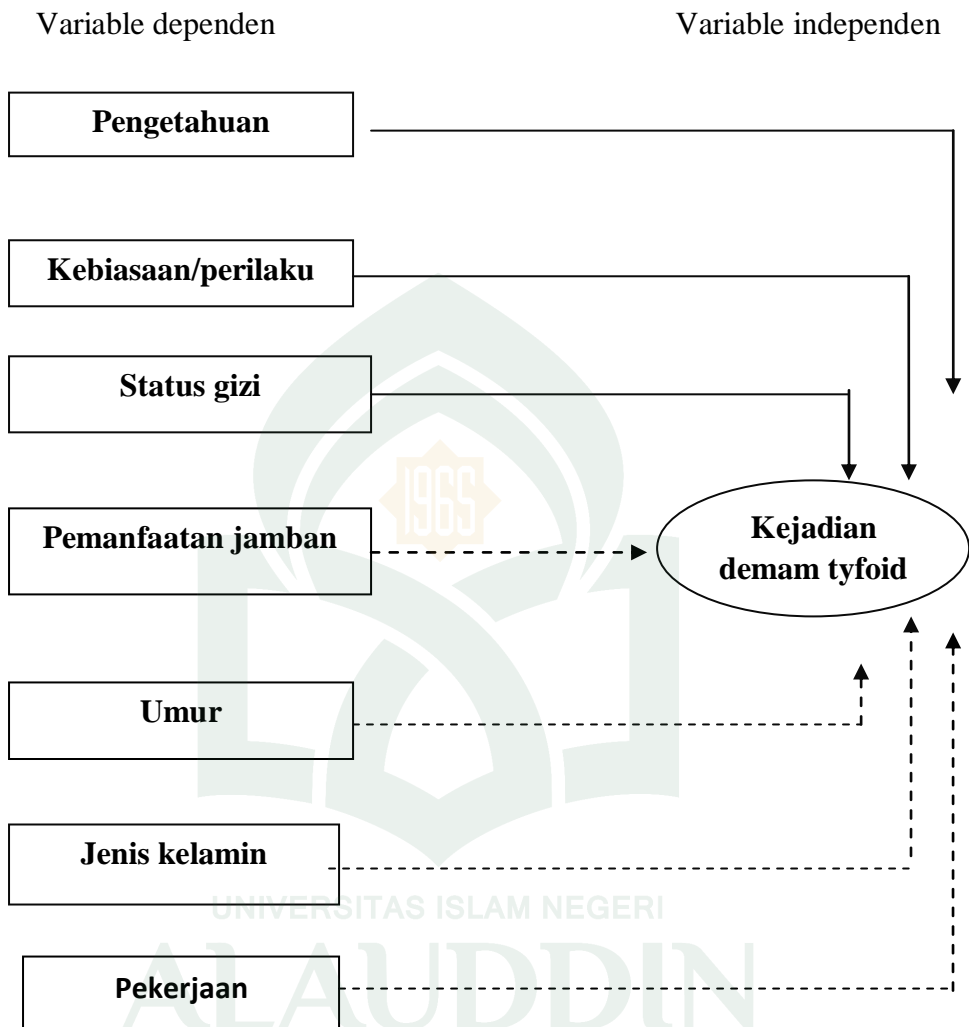 Variable dependen
Variable independen
Pengetahuan
Kebiasaan/perilaku
Status gizi
1965
Pemanfaatan jamban
Kejadian
demam tyfoid
Umur
Jenis kelamin
UNIVERSITAS ISLAM NEGERI
ALAUDDIN
Pekerjaan